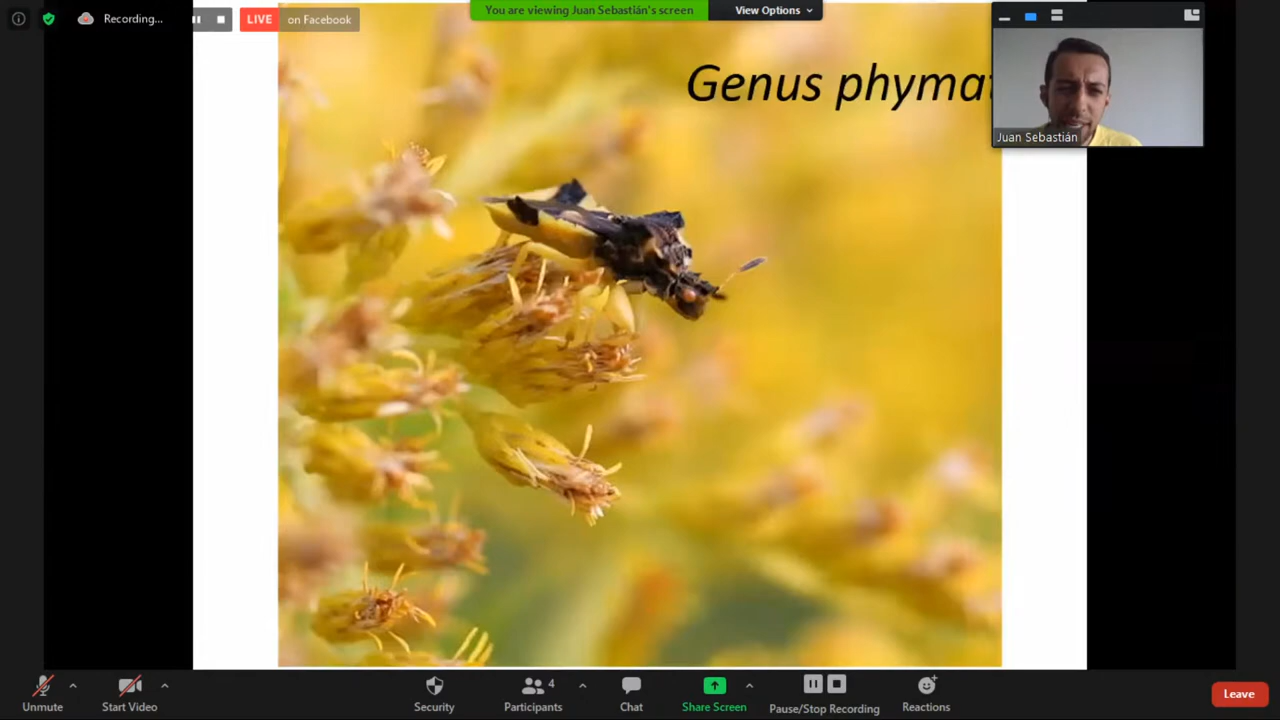 Recording...
LIVE on Facebook
You are viewing Juan Sebastián's screen
View Options
Genus phymat
Juan Sebastián
Unmute
Start Video
Security
4
Participants
Chat
Share Screen
Pause/Stop Recording
Reactions
Leave